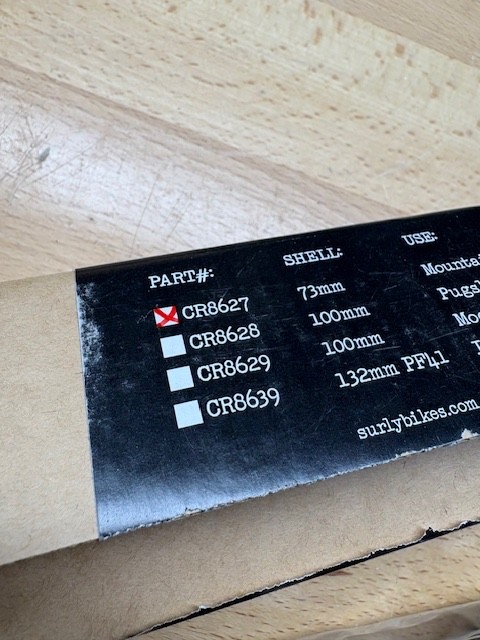 PART#: SHELL: USE:
CR8627 73mm
CR8628 100mm
CR8629 100mm
CR8639 132mm PF41
surlybikes.com